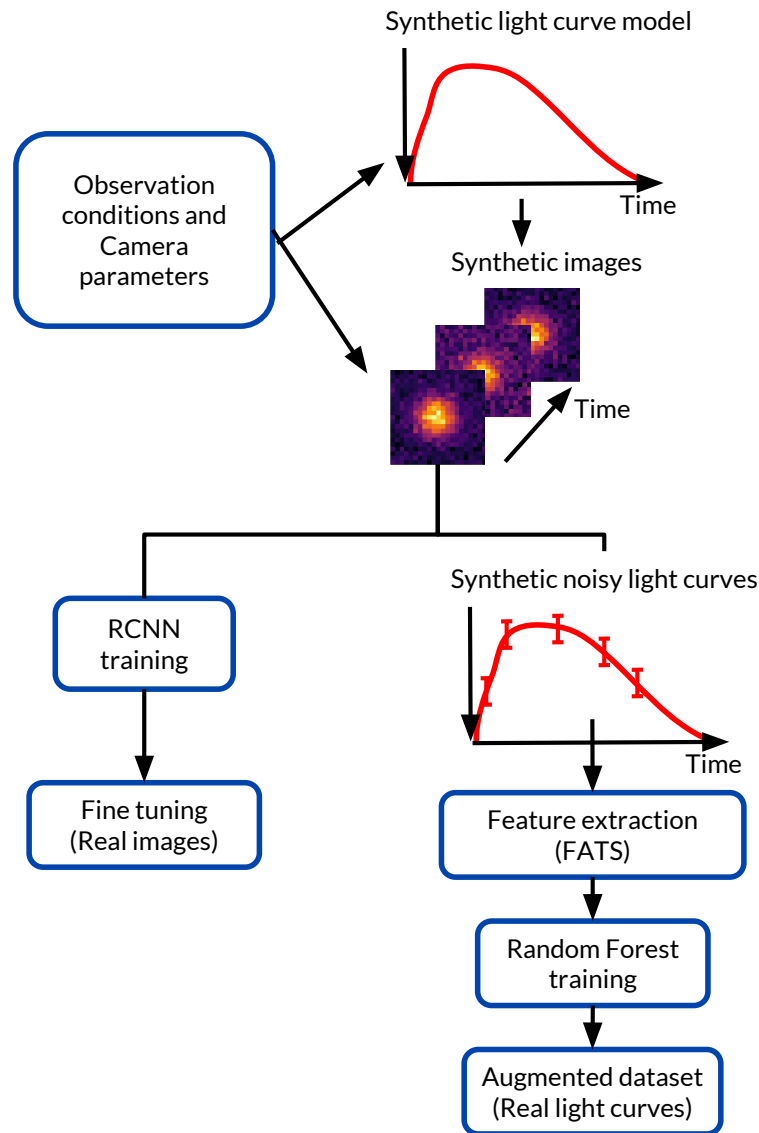 Synthetic light curve model
Observation
conditions and
Camera
parameters
Time
Synthetic images
Time
Synthetic noisy light curves
RCNN
training
Time
Fine tuning
(Real images)
Feature extraction
(FATS)
Random Forest
training
Augmented dataset
(Real light curves)